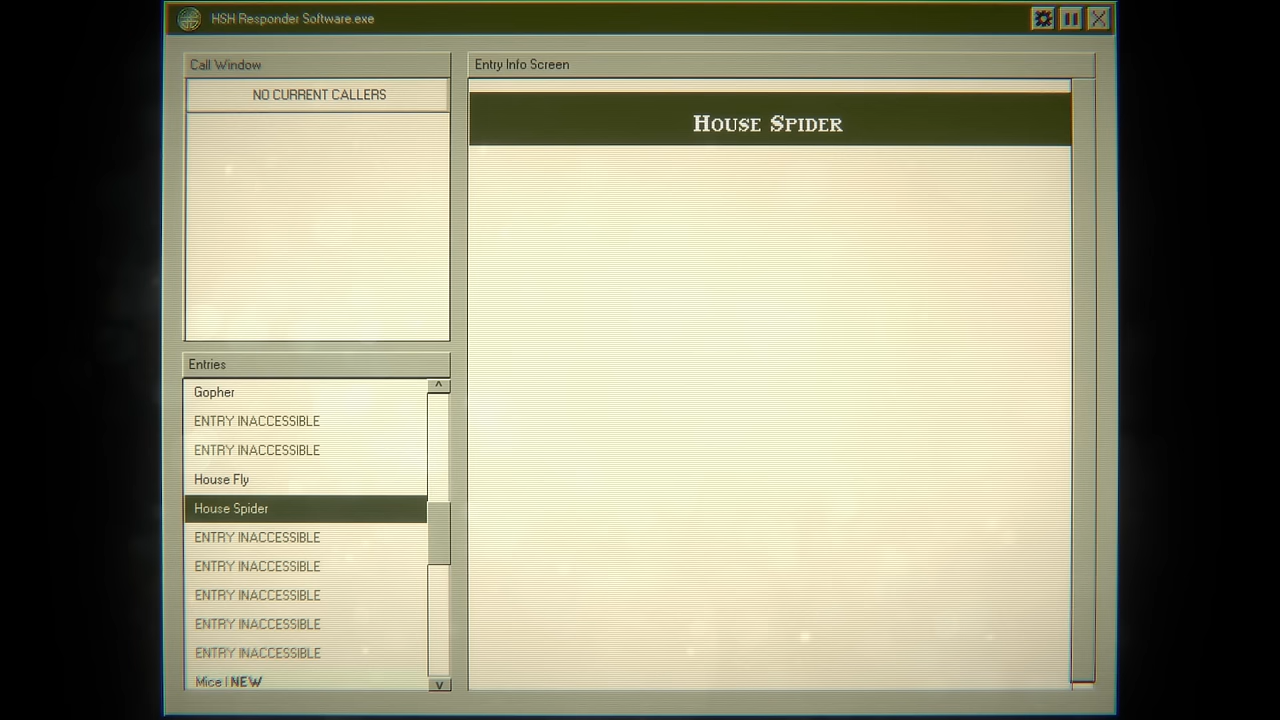 HSH Responder Software.exe
Call Window
NO CURRENT CALLERS
Entries
Gopher
ENTRY INACCESSIBLE
ENTRY INACCESSIBLE
House Fly
House Spider
ENTRY INACCESSIBLE
ENTRY INACCESSIBLE
ENTRY INACCESSIBLE
ENTRY INACCESSIBLE
ENTRY INACCESSIBLE
Mice | NEW
Entry Info Screen
House Spider